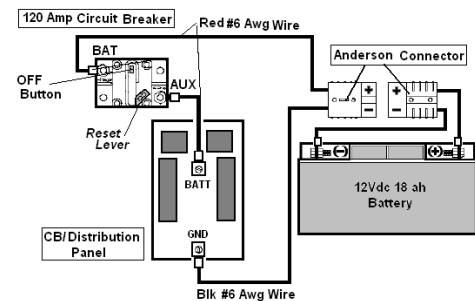 120 Amp Circuit Breaker
Red #6 Awg Wire
BAT
Anderson Connector
OFF
Button
AUX
+
−
+
−
Reset
Lever
BATT
− +
12Vdc 18 ah
Battery
CB/Distribution
Panel
GND
Blk #6 Awg Wire